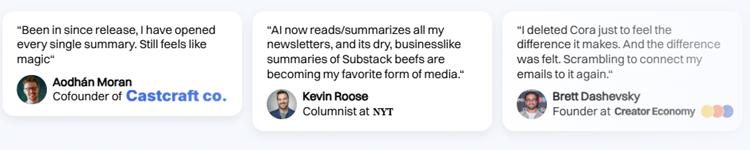 “Been in since release, I have opened
every single summary. Still feels like
magic“
Aodhán Moran
Cofounder of Castcraft co.
“AI now reads/summarizes all my
newsletters, and its dry, businesslike
summaries of Substack beefs are
becoming my favorite form of media.“
Kevin Roose
Columnist at NYT
“I deleted Cora just to feel the
difference it makes. And the difference
was felt. Scrambling to connect my
emails to it again.“
Brett Dashevsky
Founder at Creator Economy